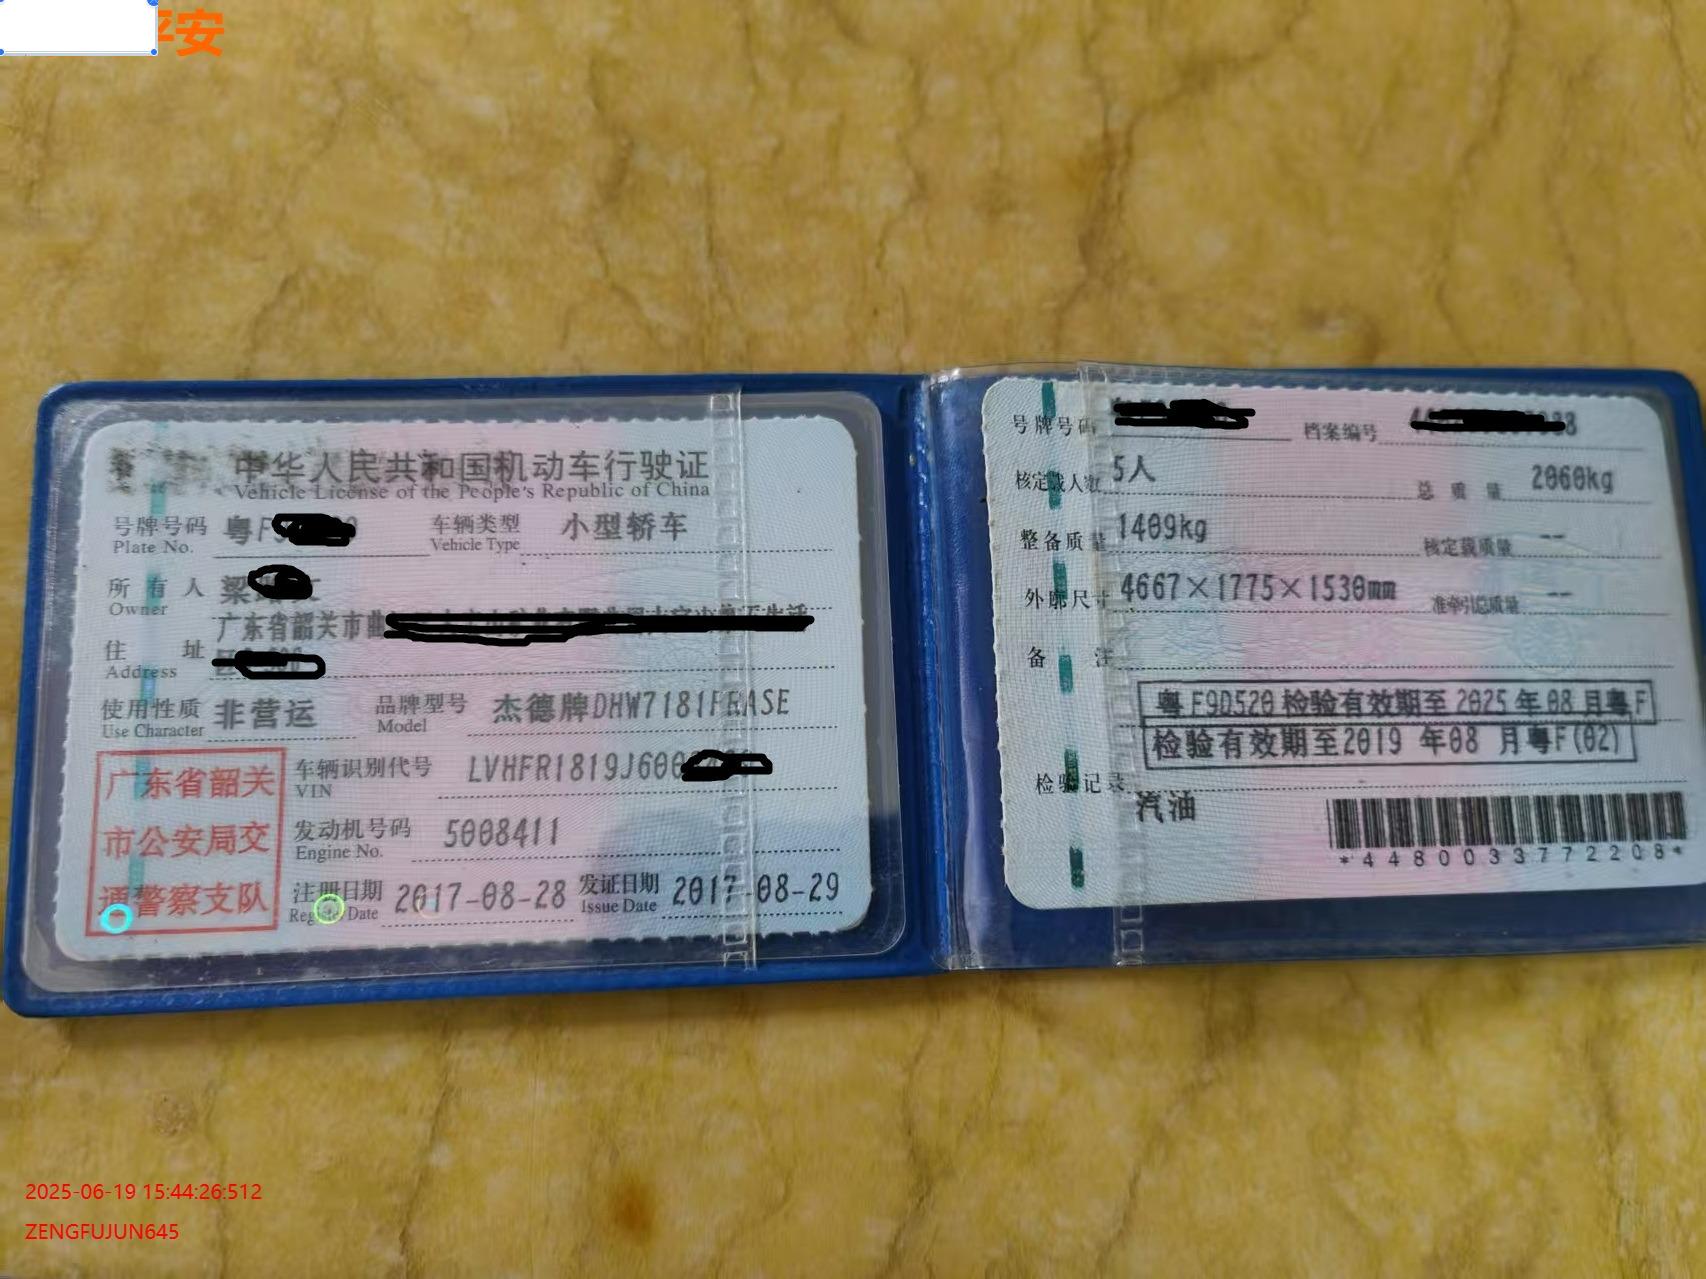 平安
中华人民共和国机动车行驶证
Vehicle License of the People's Republic of China
号牌号码 粤F9 车辆类型 小型轿车
Plate No. Vehicle Type
所有人 梁
Owner
广东省韶关市曲
住址
Address
使用性质 非营运 品牌型号 杰德牌DHW7181FRASE
Use Character Model
广东省韶关
市公安局交
通警察支队
车辆识别代号 LVHFR1819J600
VIN
发动机号码 5008411
Engine No.
注册日期 2017-08-28 发证日期 2017-08-29
Register Date Issue Date
号牌号码 档案编号
核定载人数 5人 总质量 2060kg
整备质量 1409kg 核定载质量 --
外廓尺寸 4667×1775×1530mm 准牵引总质量 --
备注
粤F9D520检验有效期至2025年08月粤F
检验有效期至2019年08月粤F(02)
检验记录
汽油
*4480033772208*
2025-06-19 15:44:26:512
ZENGFUJUN645